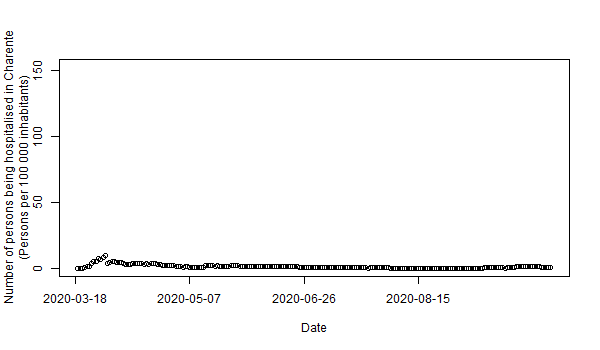 Number of persons being hospitalised in Charente
(Persons per 100 000 inhabitants)
150
100
50
0
2020-03-18 2020-05-07 2020-06-26 2020-08-15
Date